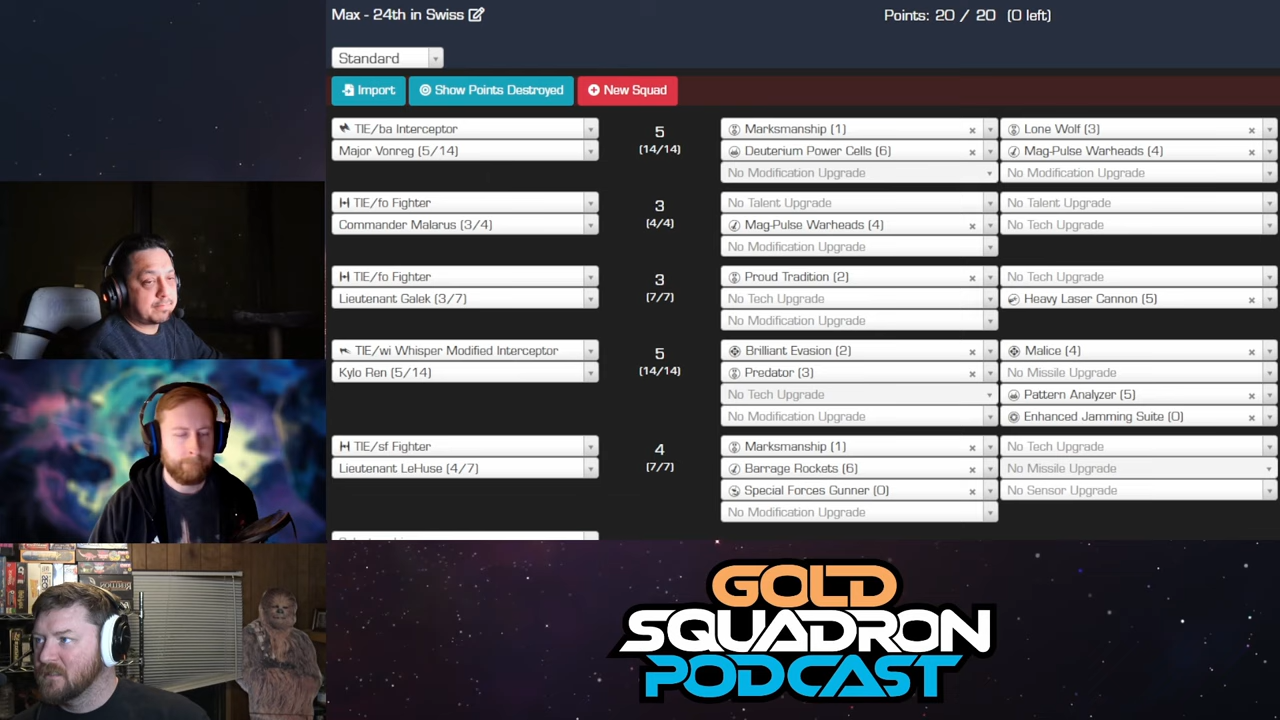 Max - 24th in Swiss
Points: 20 / 20 (0 left)
Standard
Import
Show Points Destroyed
New Squad
TIE/ba Interceptor
Major Vonreg (5/14)
5
(14/14)
Marksmanship (1)
Lone Wolf (3)
Deuterium Power Cells (6)
Mag-Pulse Warheads (4)
No Modification Upgrade
No Modification Upgrade
TIE/fo Fighter
Commander Malarus (3/4)
3
(4/4)
No Talent Upgrade
No Talent Upgrade
Mag-Pulse Warheads (4)
No Tech Upgrade
No Modification Upgrade
TIE/fo Fighter
Lieutenant Galek (3/7)
3
(7/7)
Proud Tradition (2)
No Tech Upgrade
No Tech Upgrade
Heavy Laser Cannon (5)
No Modification Upgrade
TIE/wi Whisper Modified Interceptor
Kylo Ren (5/14)
5
(14/14)
Brilliant Evasion (2)
Malice (4)
Predator (3)
No Missile Upgrade
No Tech Upgrade
Pattern Analyzer (5)
No Modification Upgrade
Enhanced Jamming Suite (0)
TIE/sf Fighter
Lieutenant LeHuse (4/7)
4
(7/7)
Marksmanship (1)
No Tech Upgrade
Barrage Rockets (6)
No Missile Upgrade
Special Forces Gunner (0)
No Sensor Upgrade
No Modification Upgrade
GOLD
SQUADRON
PODCAST